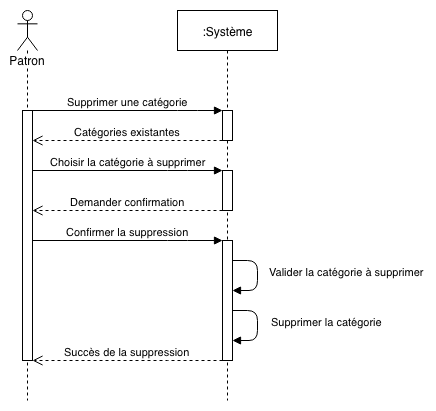 :Système
Patron
Supprimer une catégorie
Catégories existantes
Choisir la catégorie à supprimer
Demander confirmation
Confirmer la suppression
Valider la catégorie à supprimer
Supprimer la catégorie
Succès de la suppression